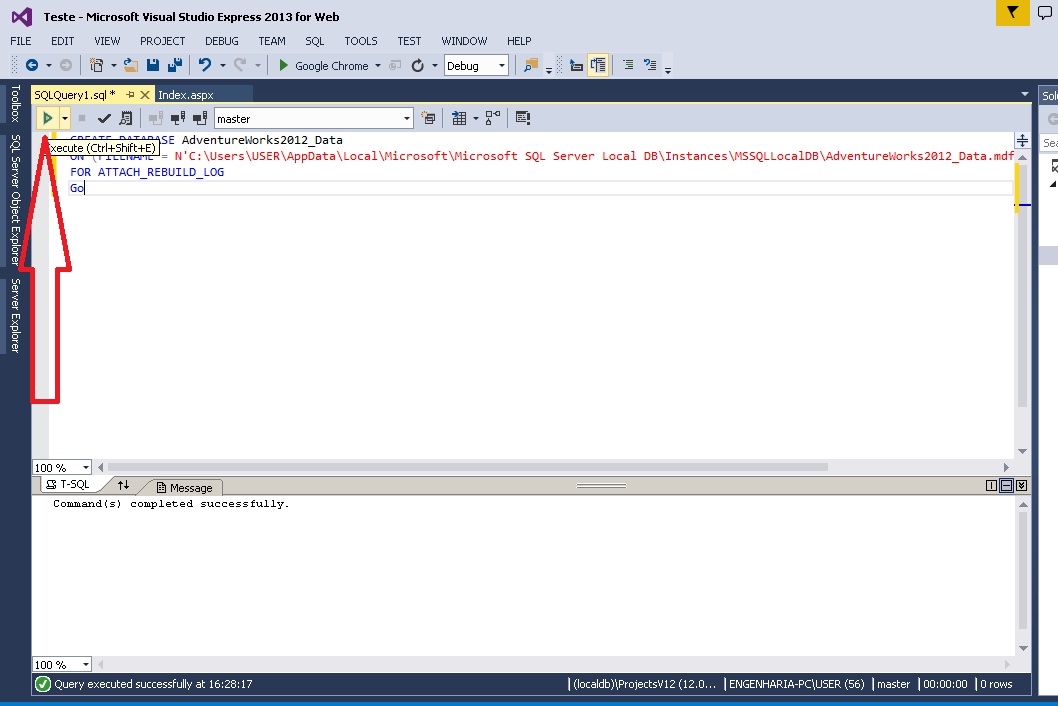 Teste - Microsoft Visual Studio Express 2013 for Web
FILE EDIT VIEW PROJECT DEBUG TEAM SQL TOOLS TEST WINDOW HELP
Google Chrome Debug
Toolbox
SQL Server Object Explorer
Server Explorer
SQLQuery1.sql * Index.aspx
master
CREATE DATABASE AdventureWorks2012_Data
xecute (Ctrl+Shift+E)
ON (FILENAME = N'C:\Users\USER\AppData\Local\Microsoft\Microsoft SQL Server Local DB\Instances\MSSQLLocalDB\AdventureWorks2012_Data.mdf
FOR ATTACH_REBUILD_LOG
Go
Solu
Sea
100 %
T-SQL Message
Command(s) completed successfully.
100 %
Query executed successfully at 16:28:17 (localdb)\ProjectsV12 (12.0... ENGENHARIA-PC\USER (56) master 00:00:00 0 rows